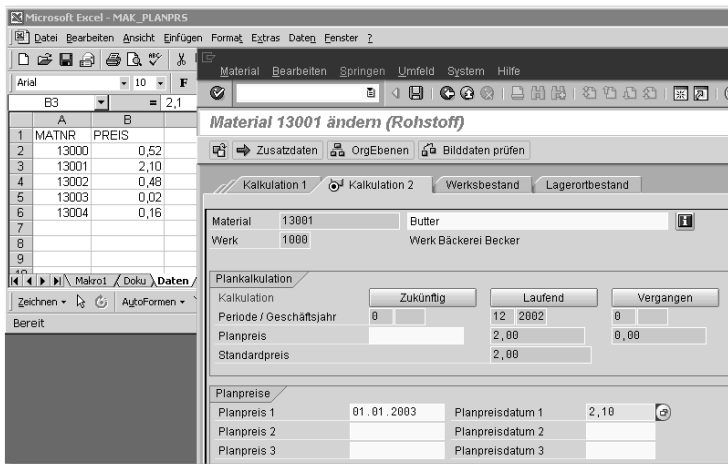 Microsoft Excel - MAK_PLANPRS
Datei Bearbeiten Ansicht Einfügen Format Extras Daten Fenster ?
Arial 10 F
B3 = 2,1
A B
1 MATNR PREIS
2 13000 0,52
3 13001 2,10
4 13002 0,48
5 13003 0,02
6 13004 0,16
7
8
9
10
Makro1 Doku Daten
Zeichnen AutoFormen
Bereit
Material Bearbeiten Springen Umfeld System Hilfe
Material 13001 ändern (Rohstoff)
Zusatzdaten OrgEbenen Bilddaten prüfen
Kalkulation 1 Kalkulation 2 Werksbestand Lagerortbestand
Material 13001 Butter
Werk 1000 Werk Bäckerei Becker
Plankalkulation
Kalkulation Zukünftig Laufend Vergangen
Periode / Geschäftsjahr 0 12 2002 0
Planpreis 2,00 0,00
Standardpreis 2,00
Planpreise
Planpreis 1 01.01.2003 Planpreisdatum 1 2,10
Planpreis 2 Planpreisdatum 2
Planpreis 3 Planpreisdatum 3